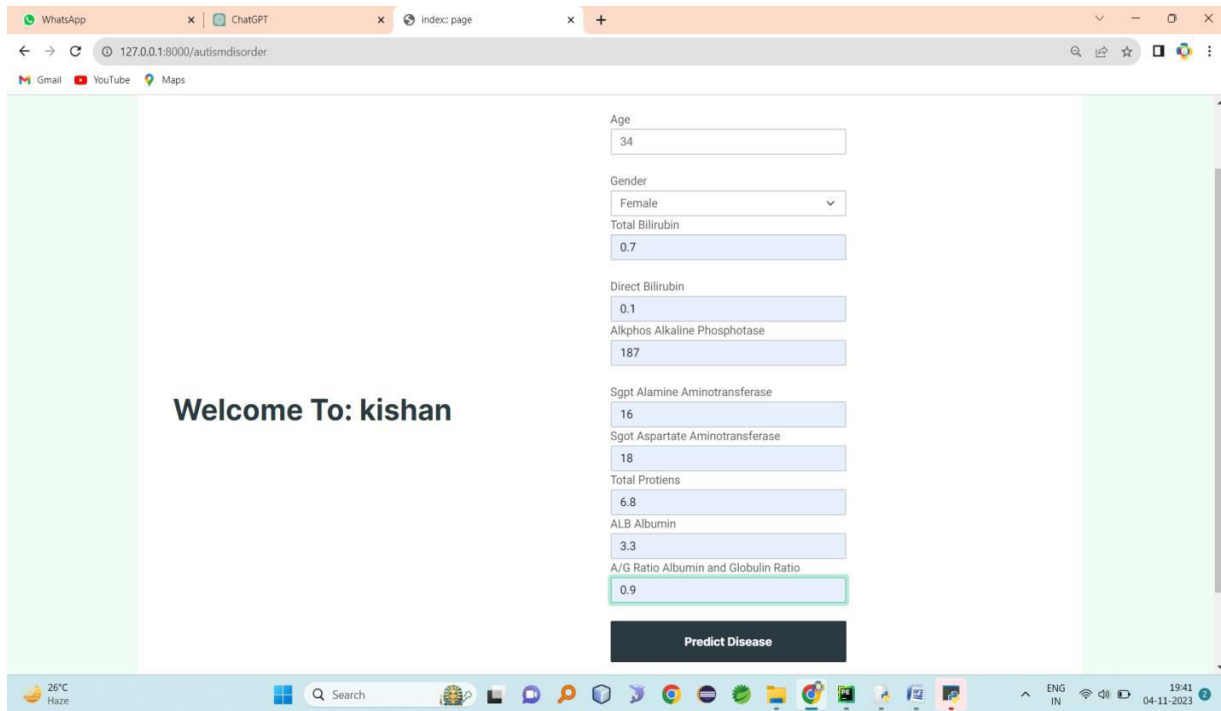 WhatsApp
ChatGPT
index:: page
127.0.0.1:8000/autismdisorder
Gmail
YouTube
Maps
Age
34
Gender
Female
Total Bilirubin
0.7
Direct Bilirubin
0.1
Alkphos Alkaline Phosphotase
187
Welcome To: kishan
Sgpt Alamine Aminotransferase
16
Sgot Aspartate Aminotransferase
18
Total Protiens
6.8
ALB Albumin
3.3
A/G Ratio Albumin and Globulin Ratio
0.9
Predict Disease
26°C
Haze
Search
ENG
IN
19:41
04-11-2023
2